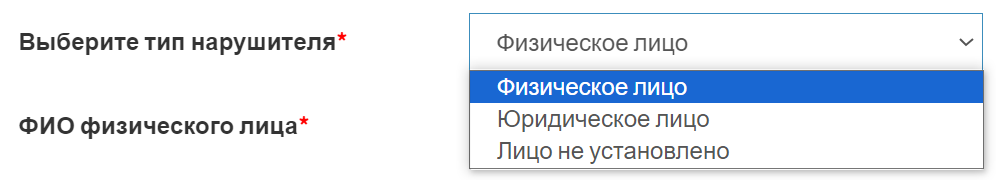 Выберите тип нарушителя*
Физическое лицо
Физическое лицо
Юридическое лицо
ФИО физического лица*
Лицо не установлено